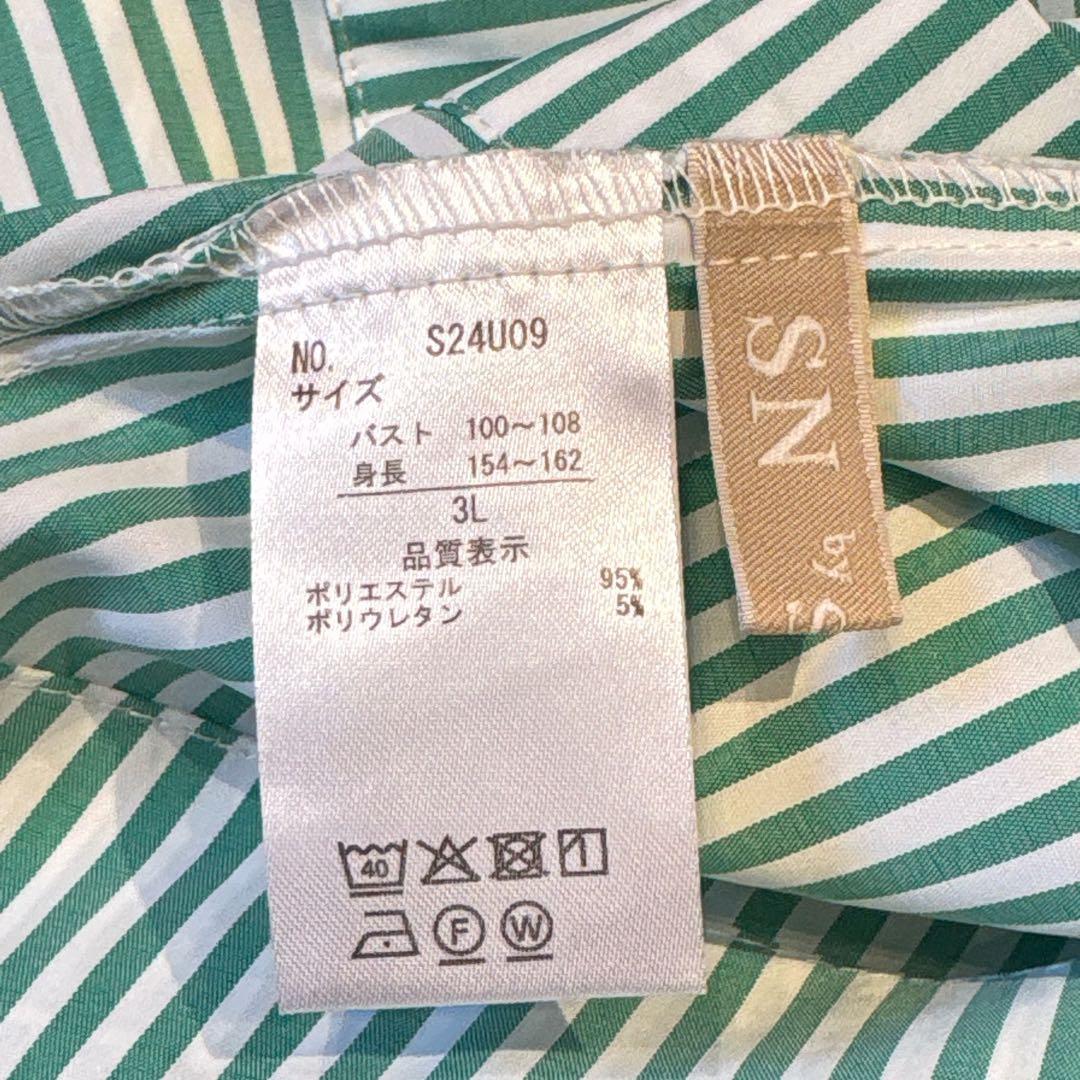 NO. S24U09
サイズ
バスト 100〜108
身長 154〜162
3L
品質表示
ポリエステル 95%
ポリウレタン 5%
40
F W
SN
by